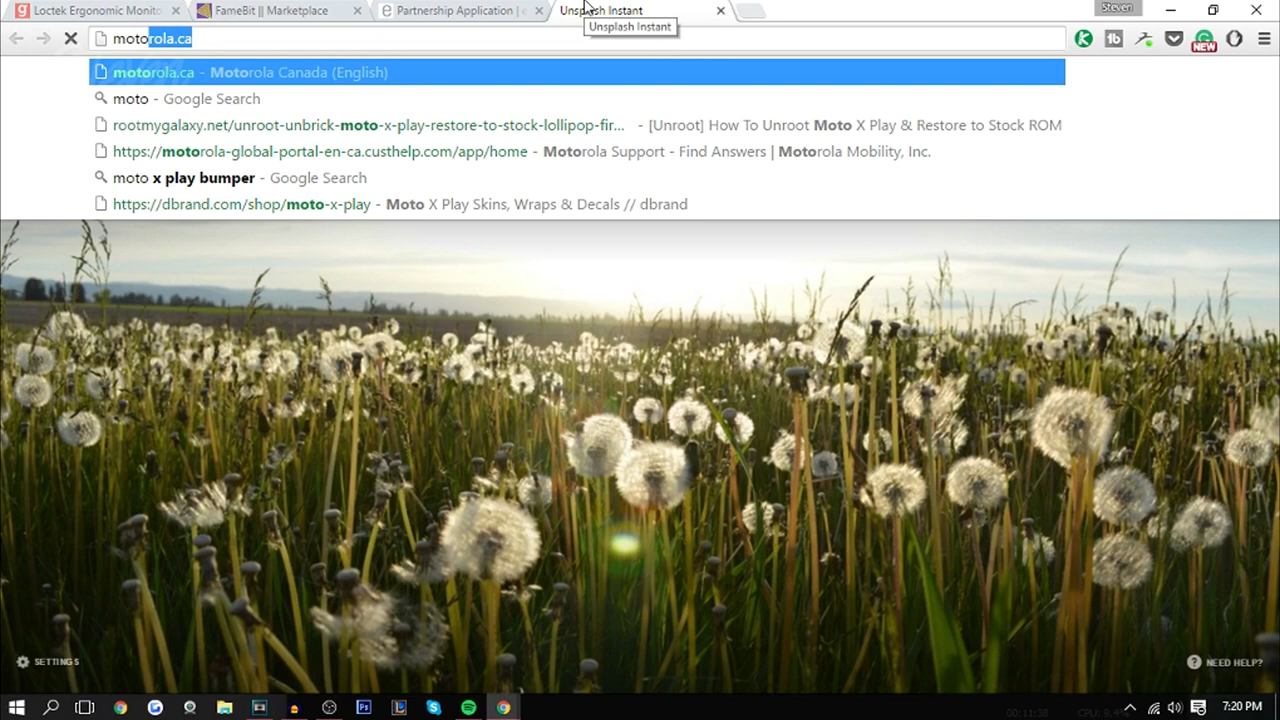 Loctek Ergonomic Monito
FameBit || Marketplace
Partnership Application | e
Unsplash Instant
Steven
Unsplash Instant
motorola.ca
NEW
motorola.ca - Motorola Canada (English)
moto - Google Search
rootmygalaxy.net/unroot-unbrick-moto-x-play-restore-to-stock-lollipop-fir... - [Unroot] How To Unroot Moto X Play & Restore to Stock ROM
https://motorola-global-portal-en-ca.custhelp.com/app/home - Motorola Support - Find Answers | Motorola Mobility, Inc.
moto x play bumper - Google Search
https://dbrand.com/shop/moto-x-play - Moto X Play Skins, Wraps & Decals // dbrand
SETTINGS
NEED HELP?
7:20 PM
00:11:38